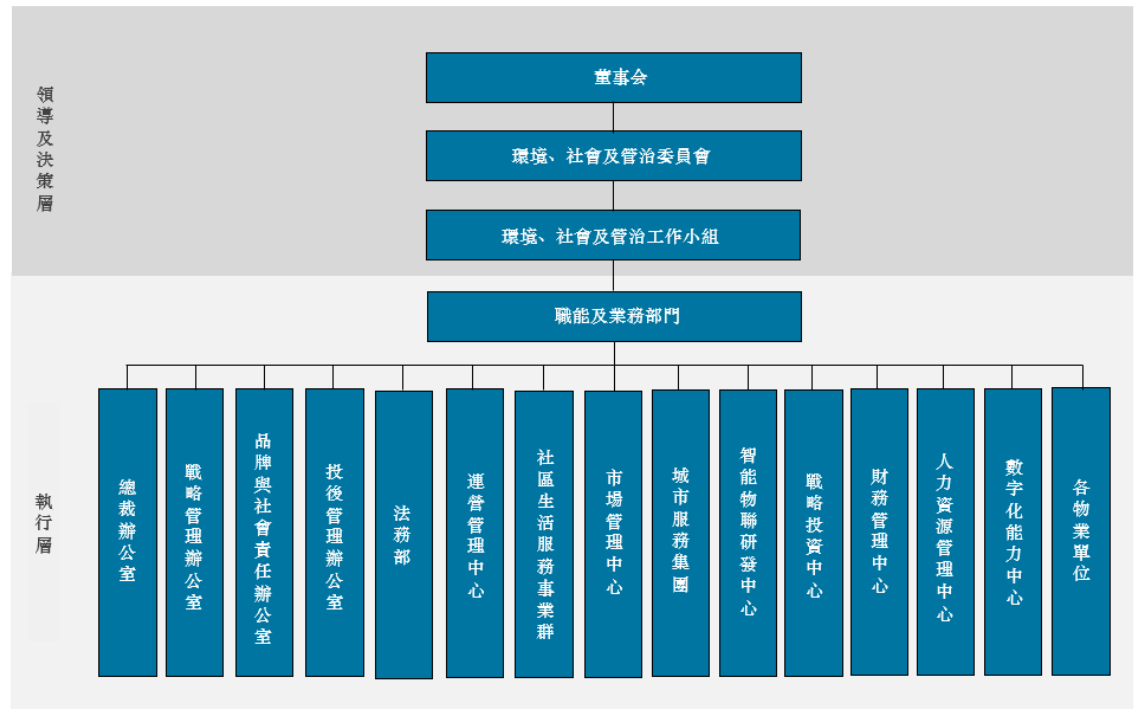 領導及決策層
董事会
環境、社會及管治委員會
環境、社會及管治工作小組
執行層
職能及業務部門
總裁辦公室
戰略管理辦公室
品牌與社會責任辦公室
投後管理辦公室
法務部
運營管理中心
社區生活服務事業群
市場管理中心
城市服務集團
智能物聯研發中心
戰略投資中心
財務管理中心
人力資源管理中心
數字化能力中心
各物業單位